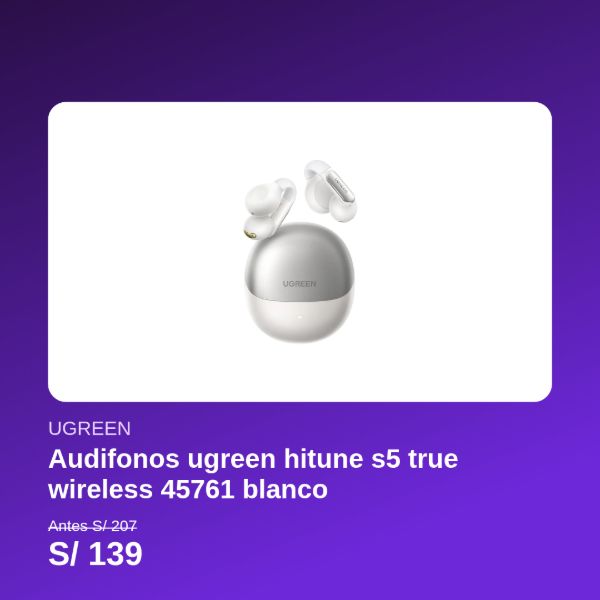 UGREEN
UGREEN
Audifonos ugreen hitune s5 true
wireless 45761 blanco
Antes S/ 207
S/ 139